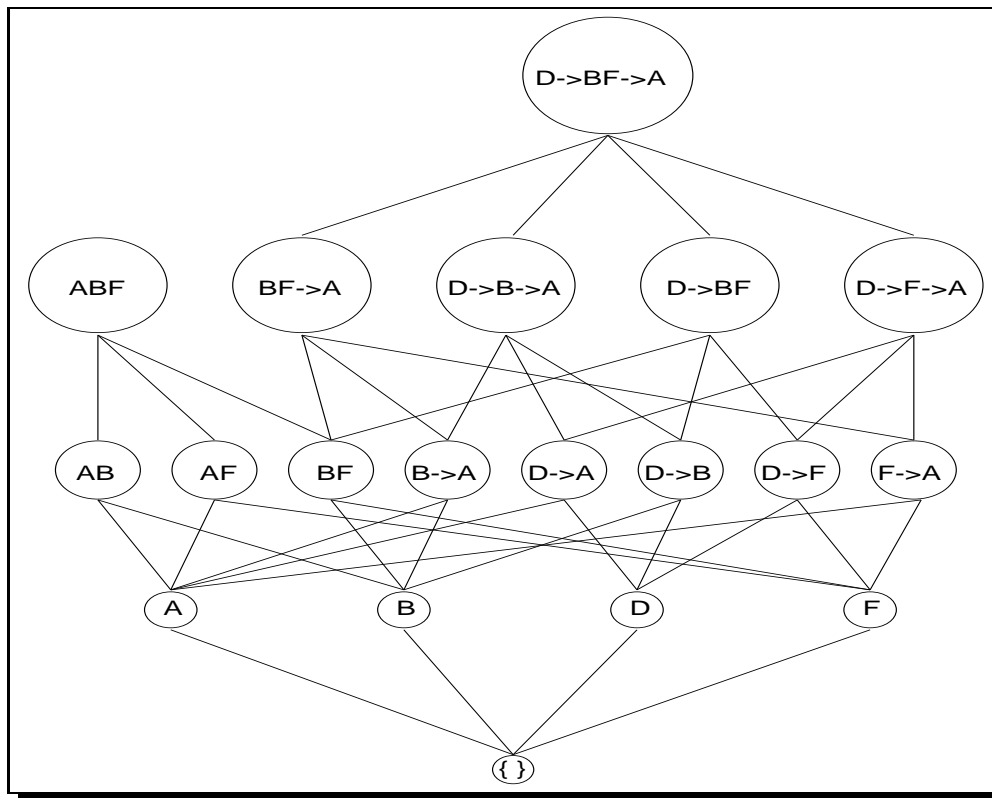 D->BF->A
ABF BF->A D->B->A D->BF D->F->A
AB AF BF B->A D->A D->B D->F F->A
A B D F
{ }